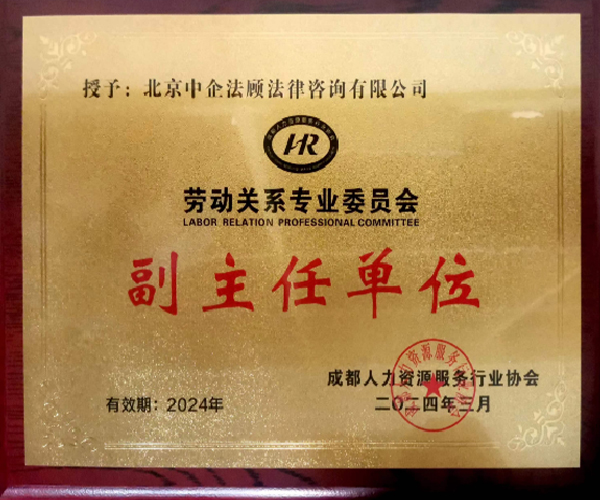 授予：北京中企法顾法律咨询有限公司
HR
劳动关系专业委员会
LABOR RELATION PROFESSIONAL COMMITTEE
副主任单位
成都人力资源服务行业协会
有效期：2024年
二〇二四年三月